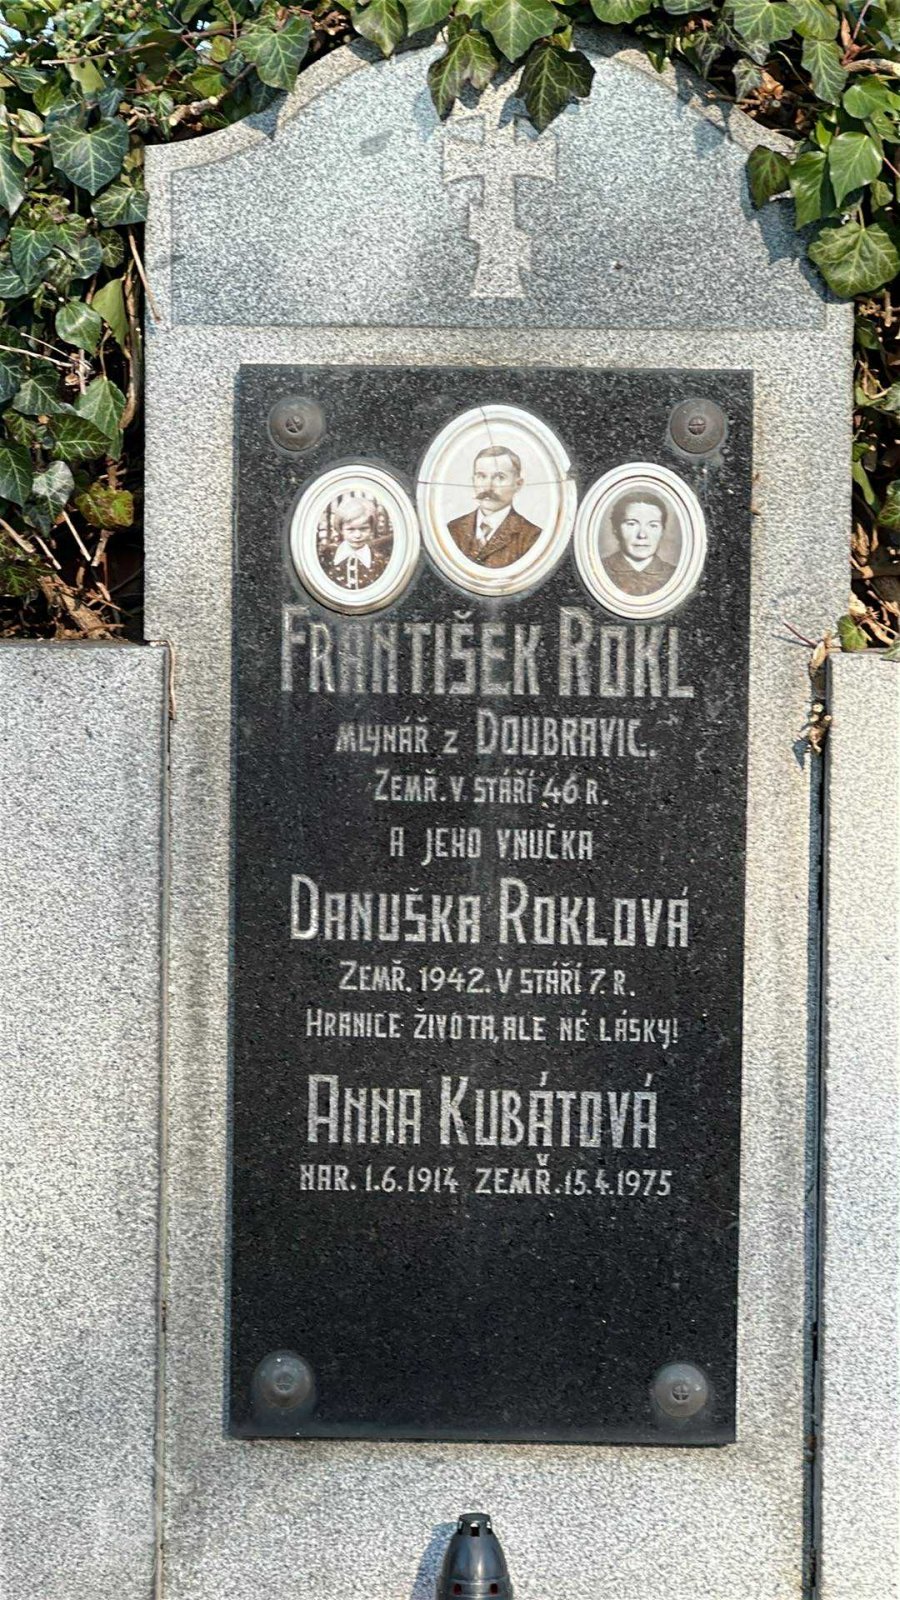 František Rokl
mlynář z Doubravic.
Zemř. v stáří 46 r.
a jeho vnučka
Danuška Roklová
zemř. 1942. v stáří 7. r.
Hranice života, ale né lásky!
Anna Kubátová
nar. 1.6.1914 zemř. 15.4.1975